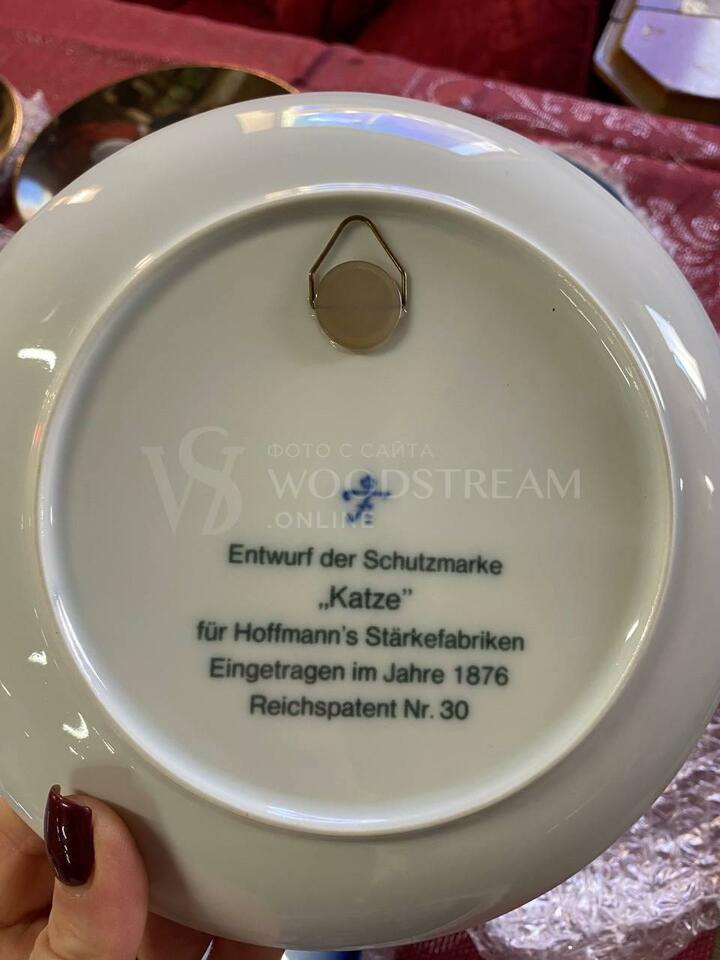 ФОТО С САЙТА
WOODSTREAM
.ONLINE
Entwurf der Schutzmarke
„Katze”
für Hoffmann's Stärkefabriken
Eingetragen im Jahre 1876
Reichspatent Nr. 30